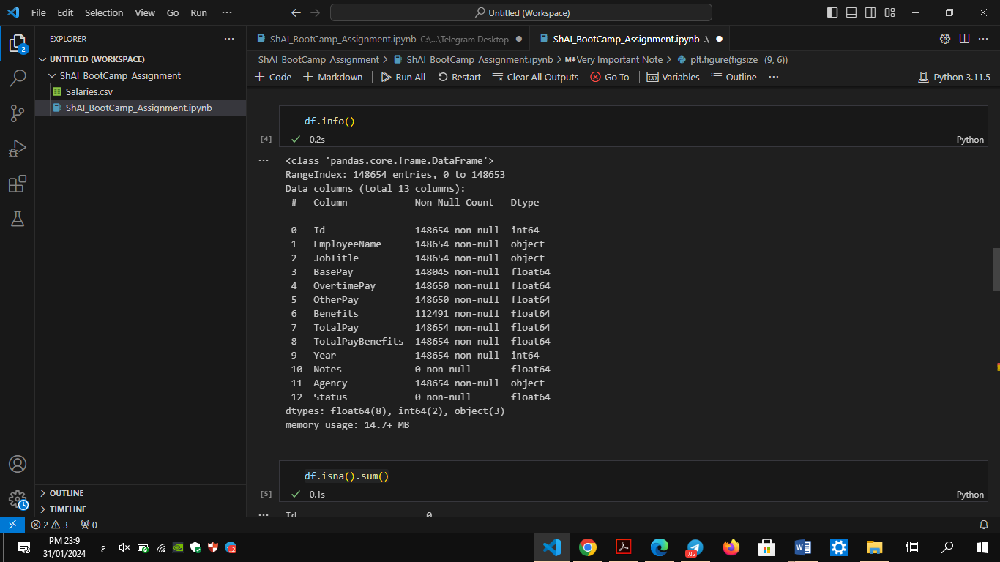 File Edit Selection View Go Run ··· Untitled (Workspace)
EXPLORER ···
UNTITLED (WORKSPACE)
ShAI_BootCamp_Assignment
Salaries.csv
ShAI_BootCamp_Assignment.ipynb
OUTLINE
TIMELINE
ShAI_BootCamp_Assignment.ipynb C:\...\Telegram Desktop ShAI_BootCamp_Assignment.ipynb .\
ShAI_BootCamp_Assignment > ShAI_BootCamp_Assignment.ipynb > M↓Very Important Note > plt.figure(figsize=(9, 6))
+ Code + Markdown Run All Restart Clear All Outputs Go To Variables Outline ··· Python 3.11.5
df.info()
[4] 0.2s Python
<class 'pandas.core.frame.DataFrame'>
RangeIndex: 148654 entries, 0 to 148653
Data columns (total 13 columns):
# Column Non-Null Count Dtype
--- ------ -------------- -----
0 Id 148654 non-null int64
1 EmployeeName 148654 non-null object
2 JobTitle 148654 non-null object
3 BasePay 148045 non-null float64
4 OvertimePay 148650 non-null float64
5 OtherPay 148650 non-null float64
6 Benefits 112491 non-null float64
7 TotalPay 148654 non-null float64
8 TotalPayBenefits 148654 non-null float64
9 Year 148654 non-null int64
10 Notes 0 non-null float64
11 Agency 148654 non-null object
12 Status 0 non-null float64
dtypes: float64(8), int64(2), object(3)
memory usage: 14.7+ MB
df.isna().sum()
[5] 0.1s Python
Id 0
2 3 0
PM 23:9
31/01/2024
ع
.02